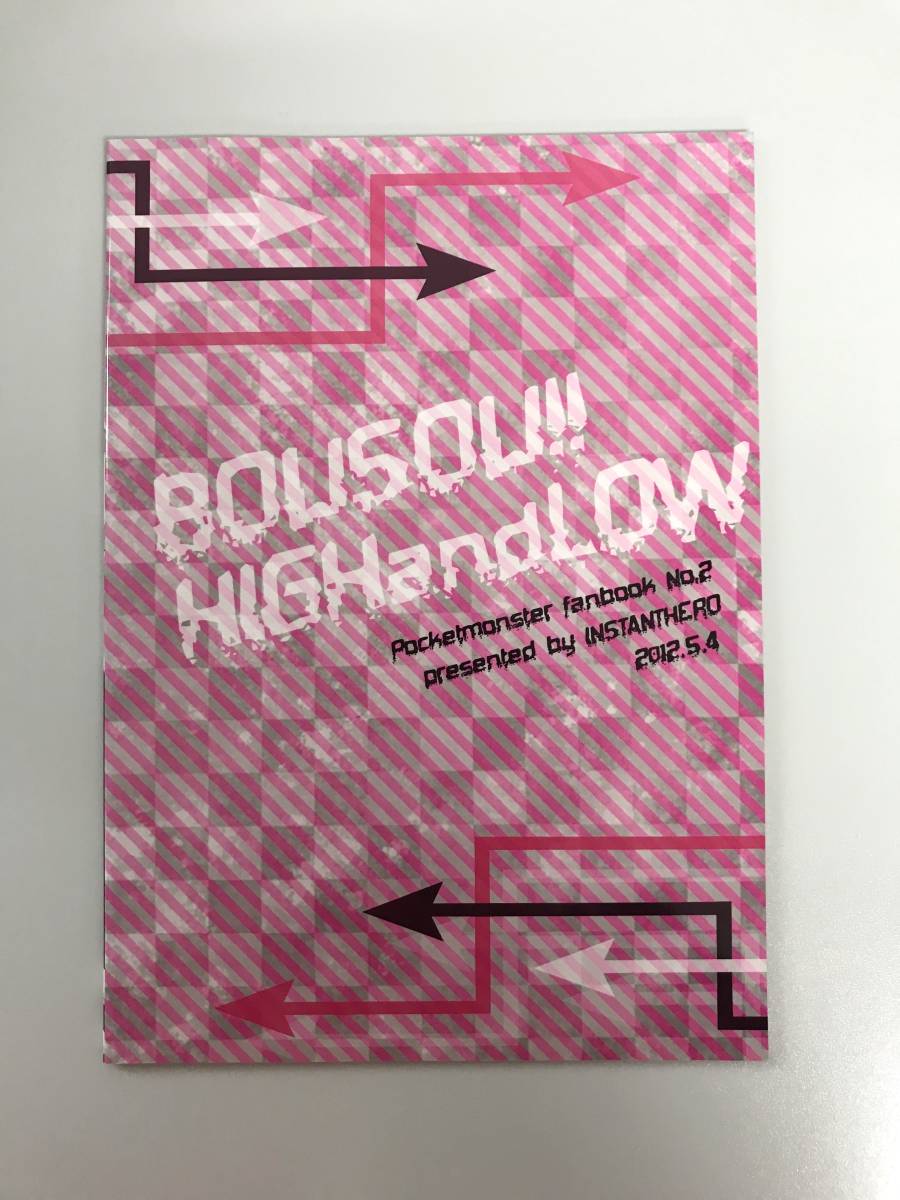 BOUSOU!!
HIGHandLOW
Pocketmonster fanbook No.2
presented by INSTANTHERO
2012.5.4